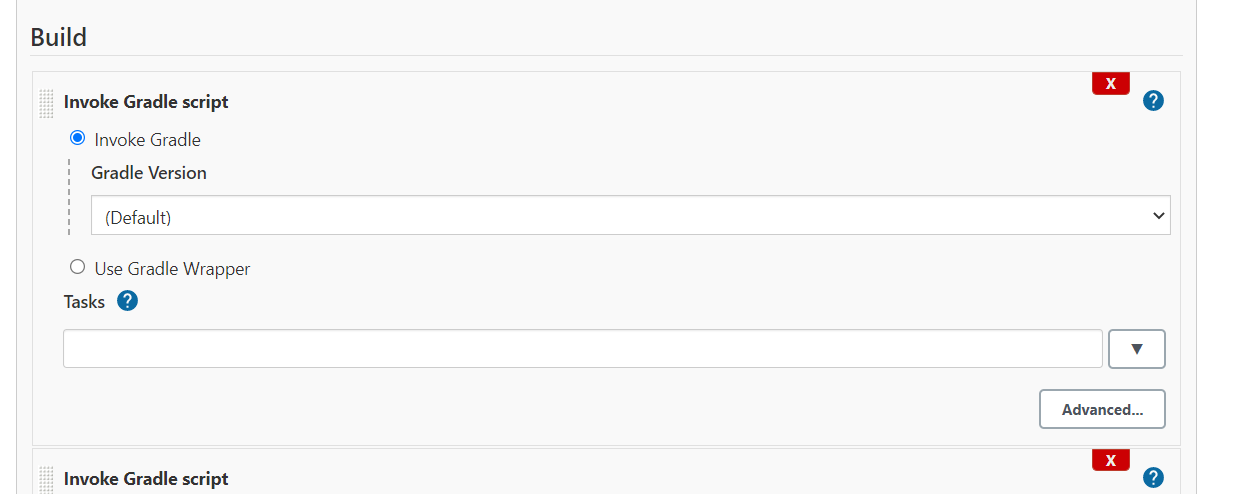 Build
X
Invoke Gradle script
?
Invoke Gradle
Gradle Version
(Default)
Use Gradle Wrapper
Tasks ?
▼
Advanced...
X
Invoke Gradle script
?